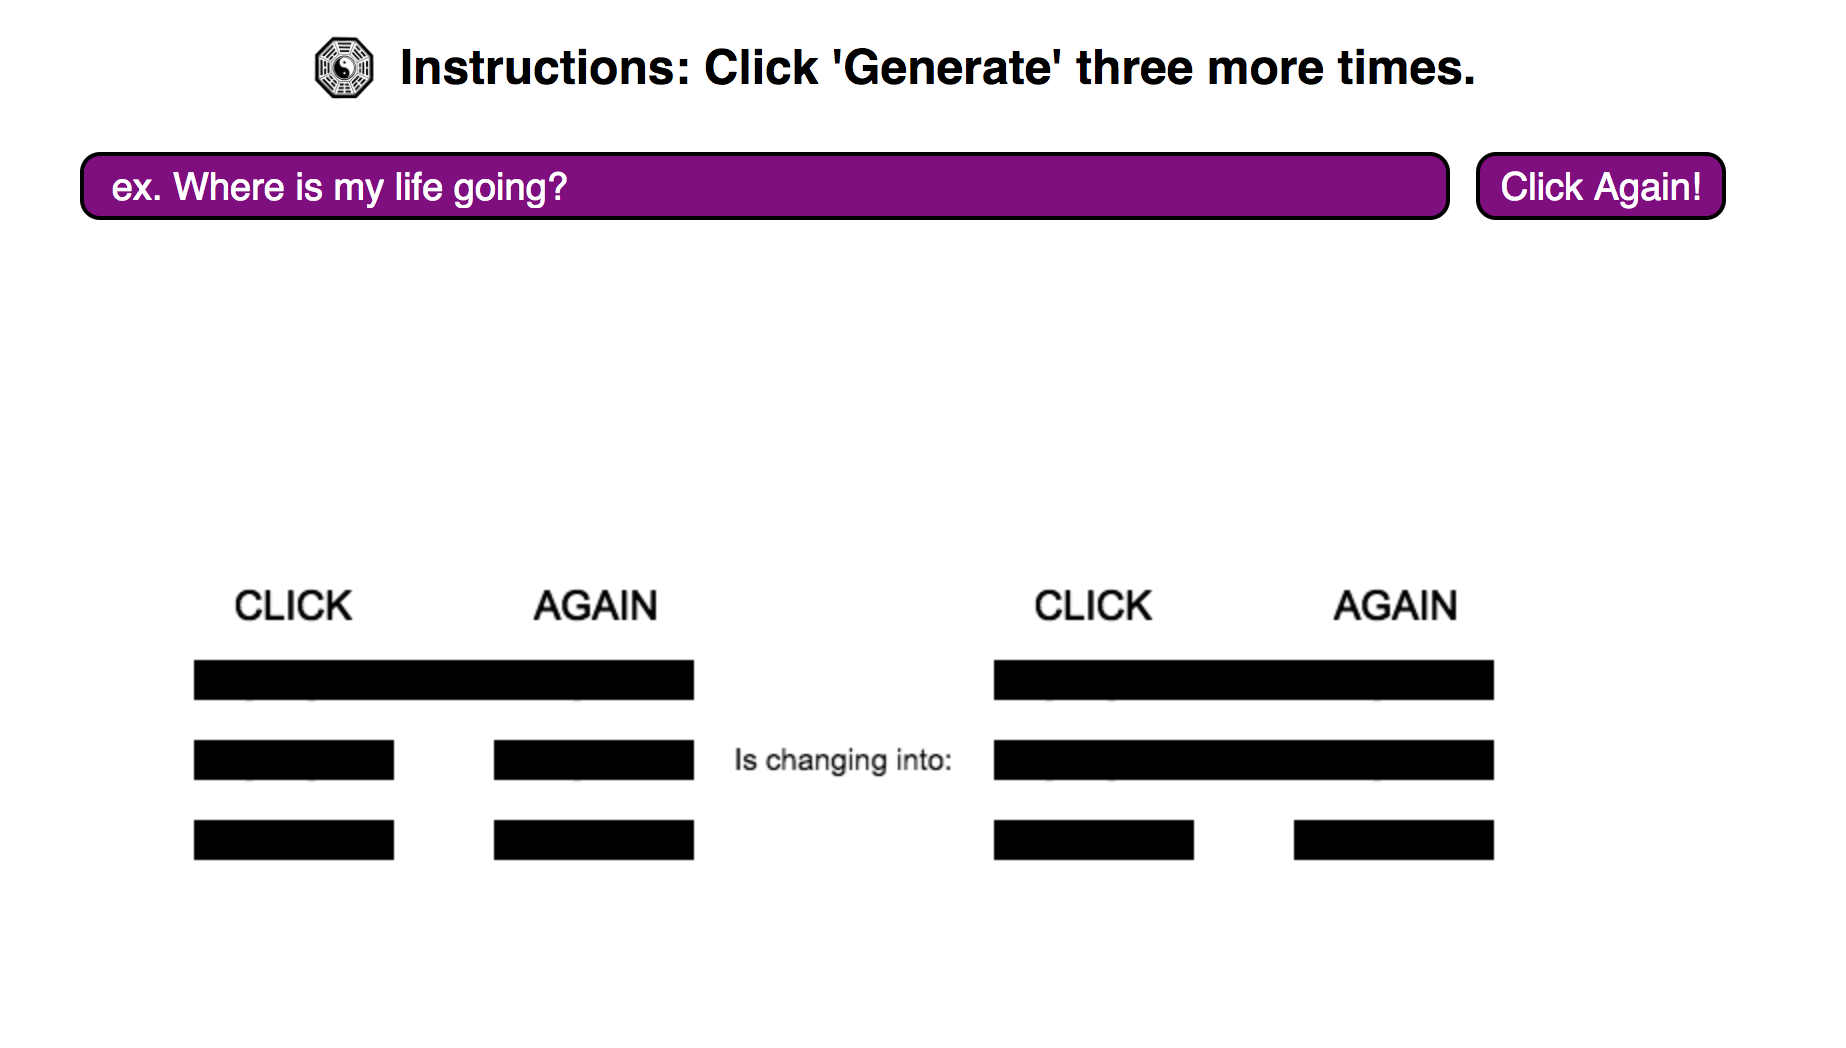 Instructions: Click 'Generate' three more times.
ex. Where is my life going?
Click Again!
CLICK AGAIN
CLICK AGAIN
Is changing into: